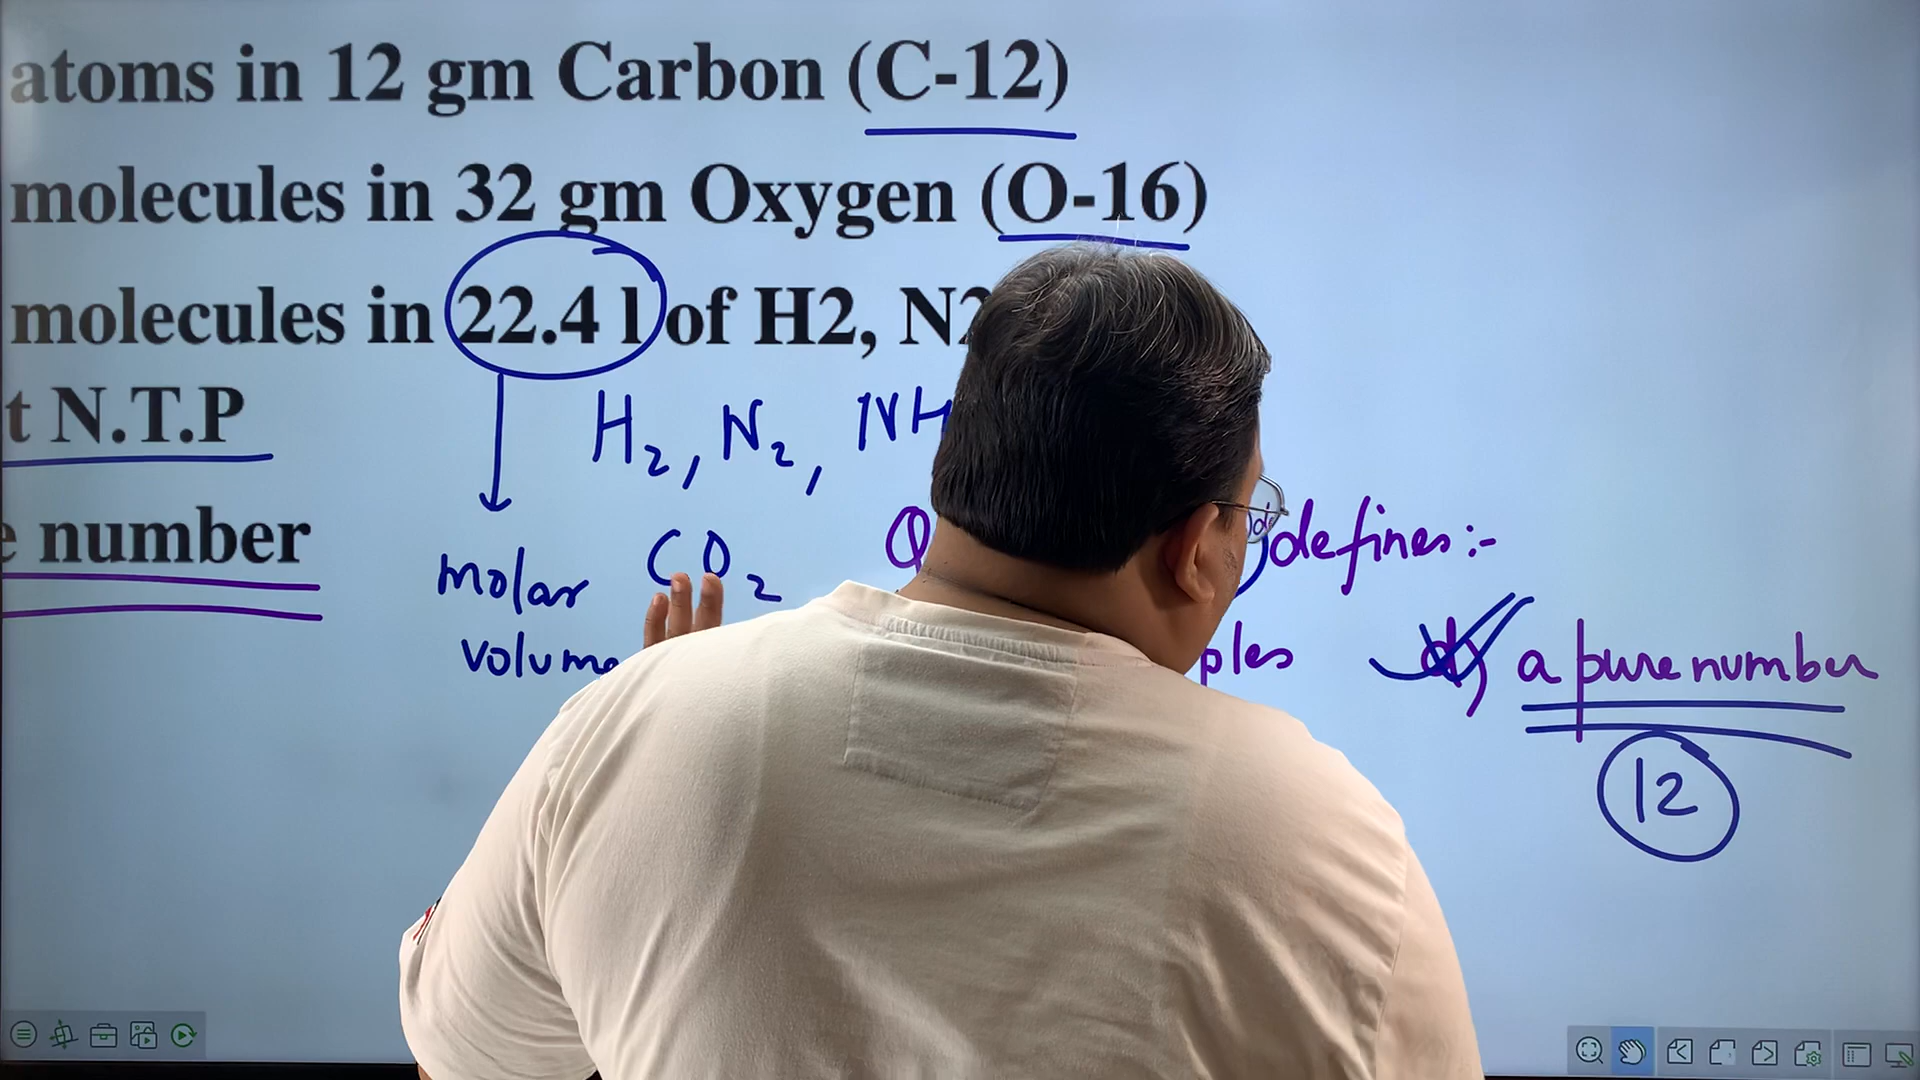 atoms in 12 gm Carbon (C-12)
molecules in 32 gm Oxygen (O-16)
molecules in 22.4 l of H2, N2
t N.T.P
H₂, N₂, NH
e number
molar
volume
CO₂
Q
defines :-
ples
d) a pure number
12